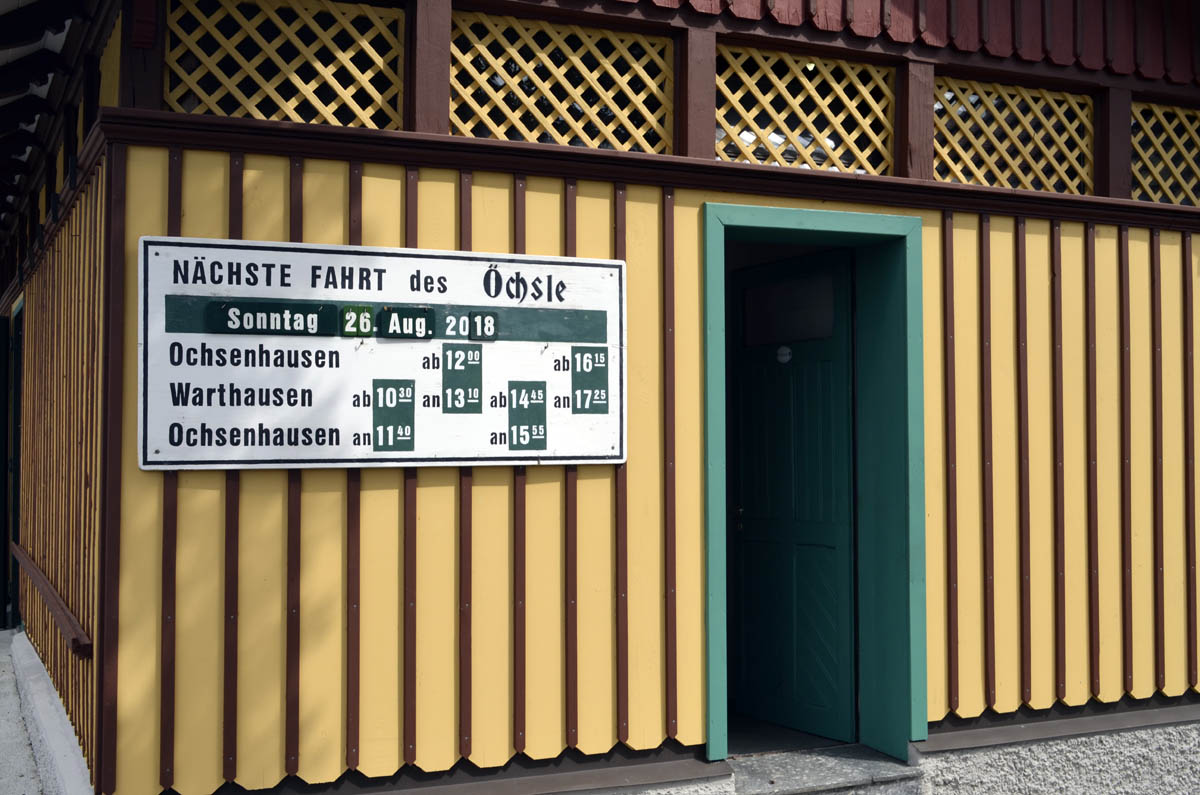 NÄCHSTE FAHRT des Öchsle
Sonntag 26. Aug. 2018
Ochsenhausen ab 12 00 ab 16 15
Warthausen ab 10 30 an 13 10 ab 14 45 an 17 25
Ochsenhausen an 11 40 an 15 55